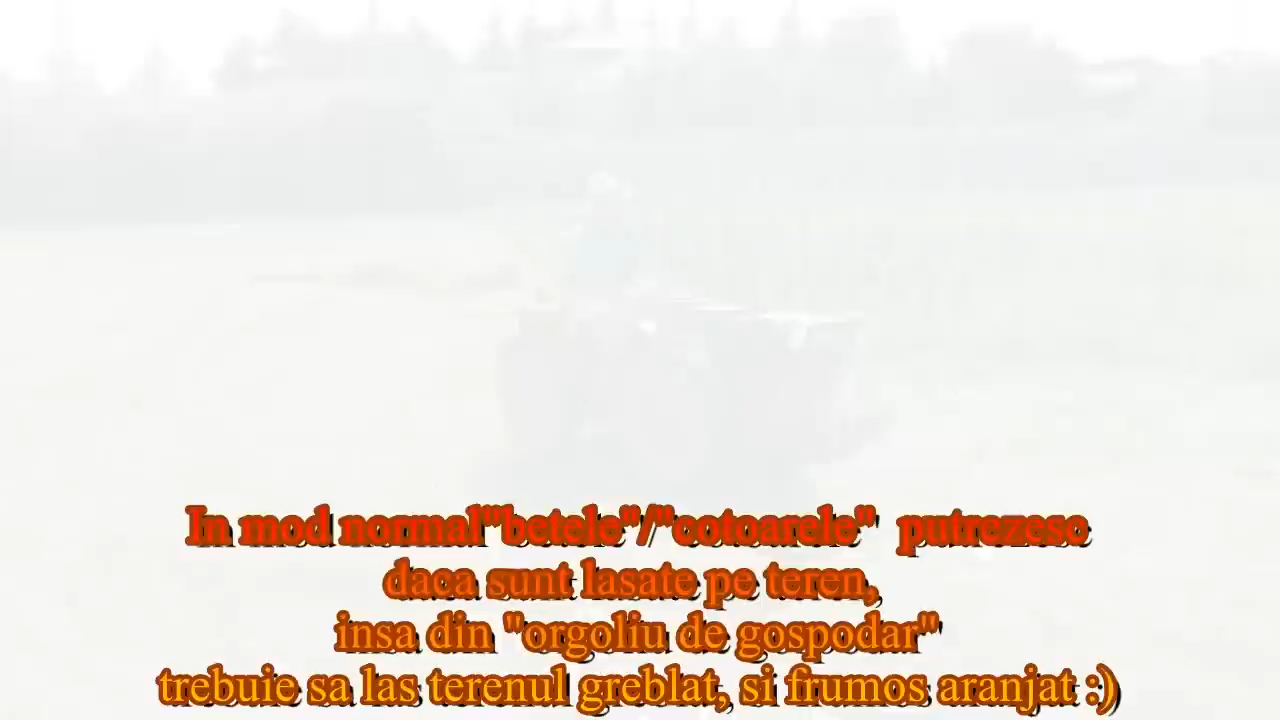 In mod normal"betele"/"cotoarele"  putrezesc
daca sunt lasate pe teren,
insa din "orgoliu de gospodar"
trebuie sa las terenul greblat, si frumos aranjat :)